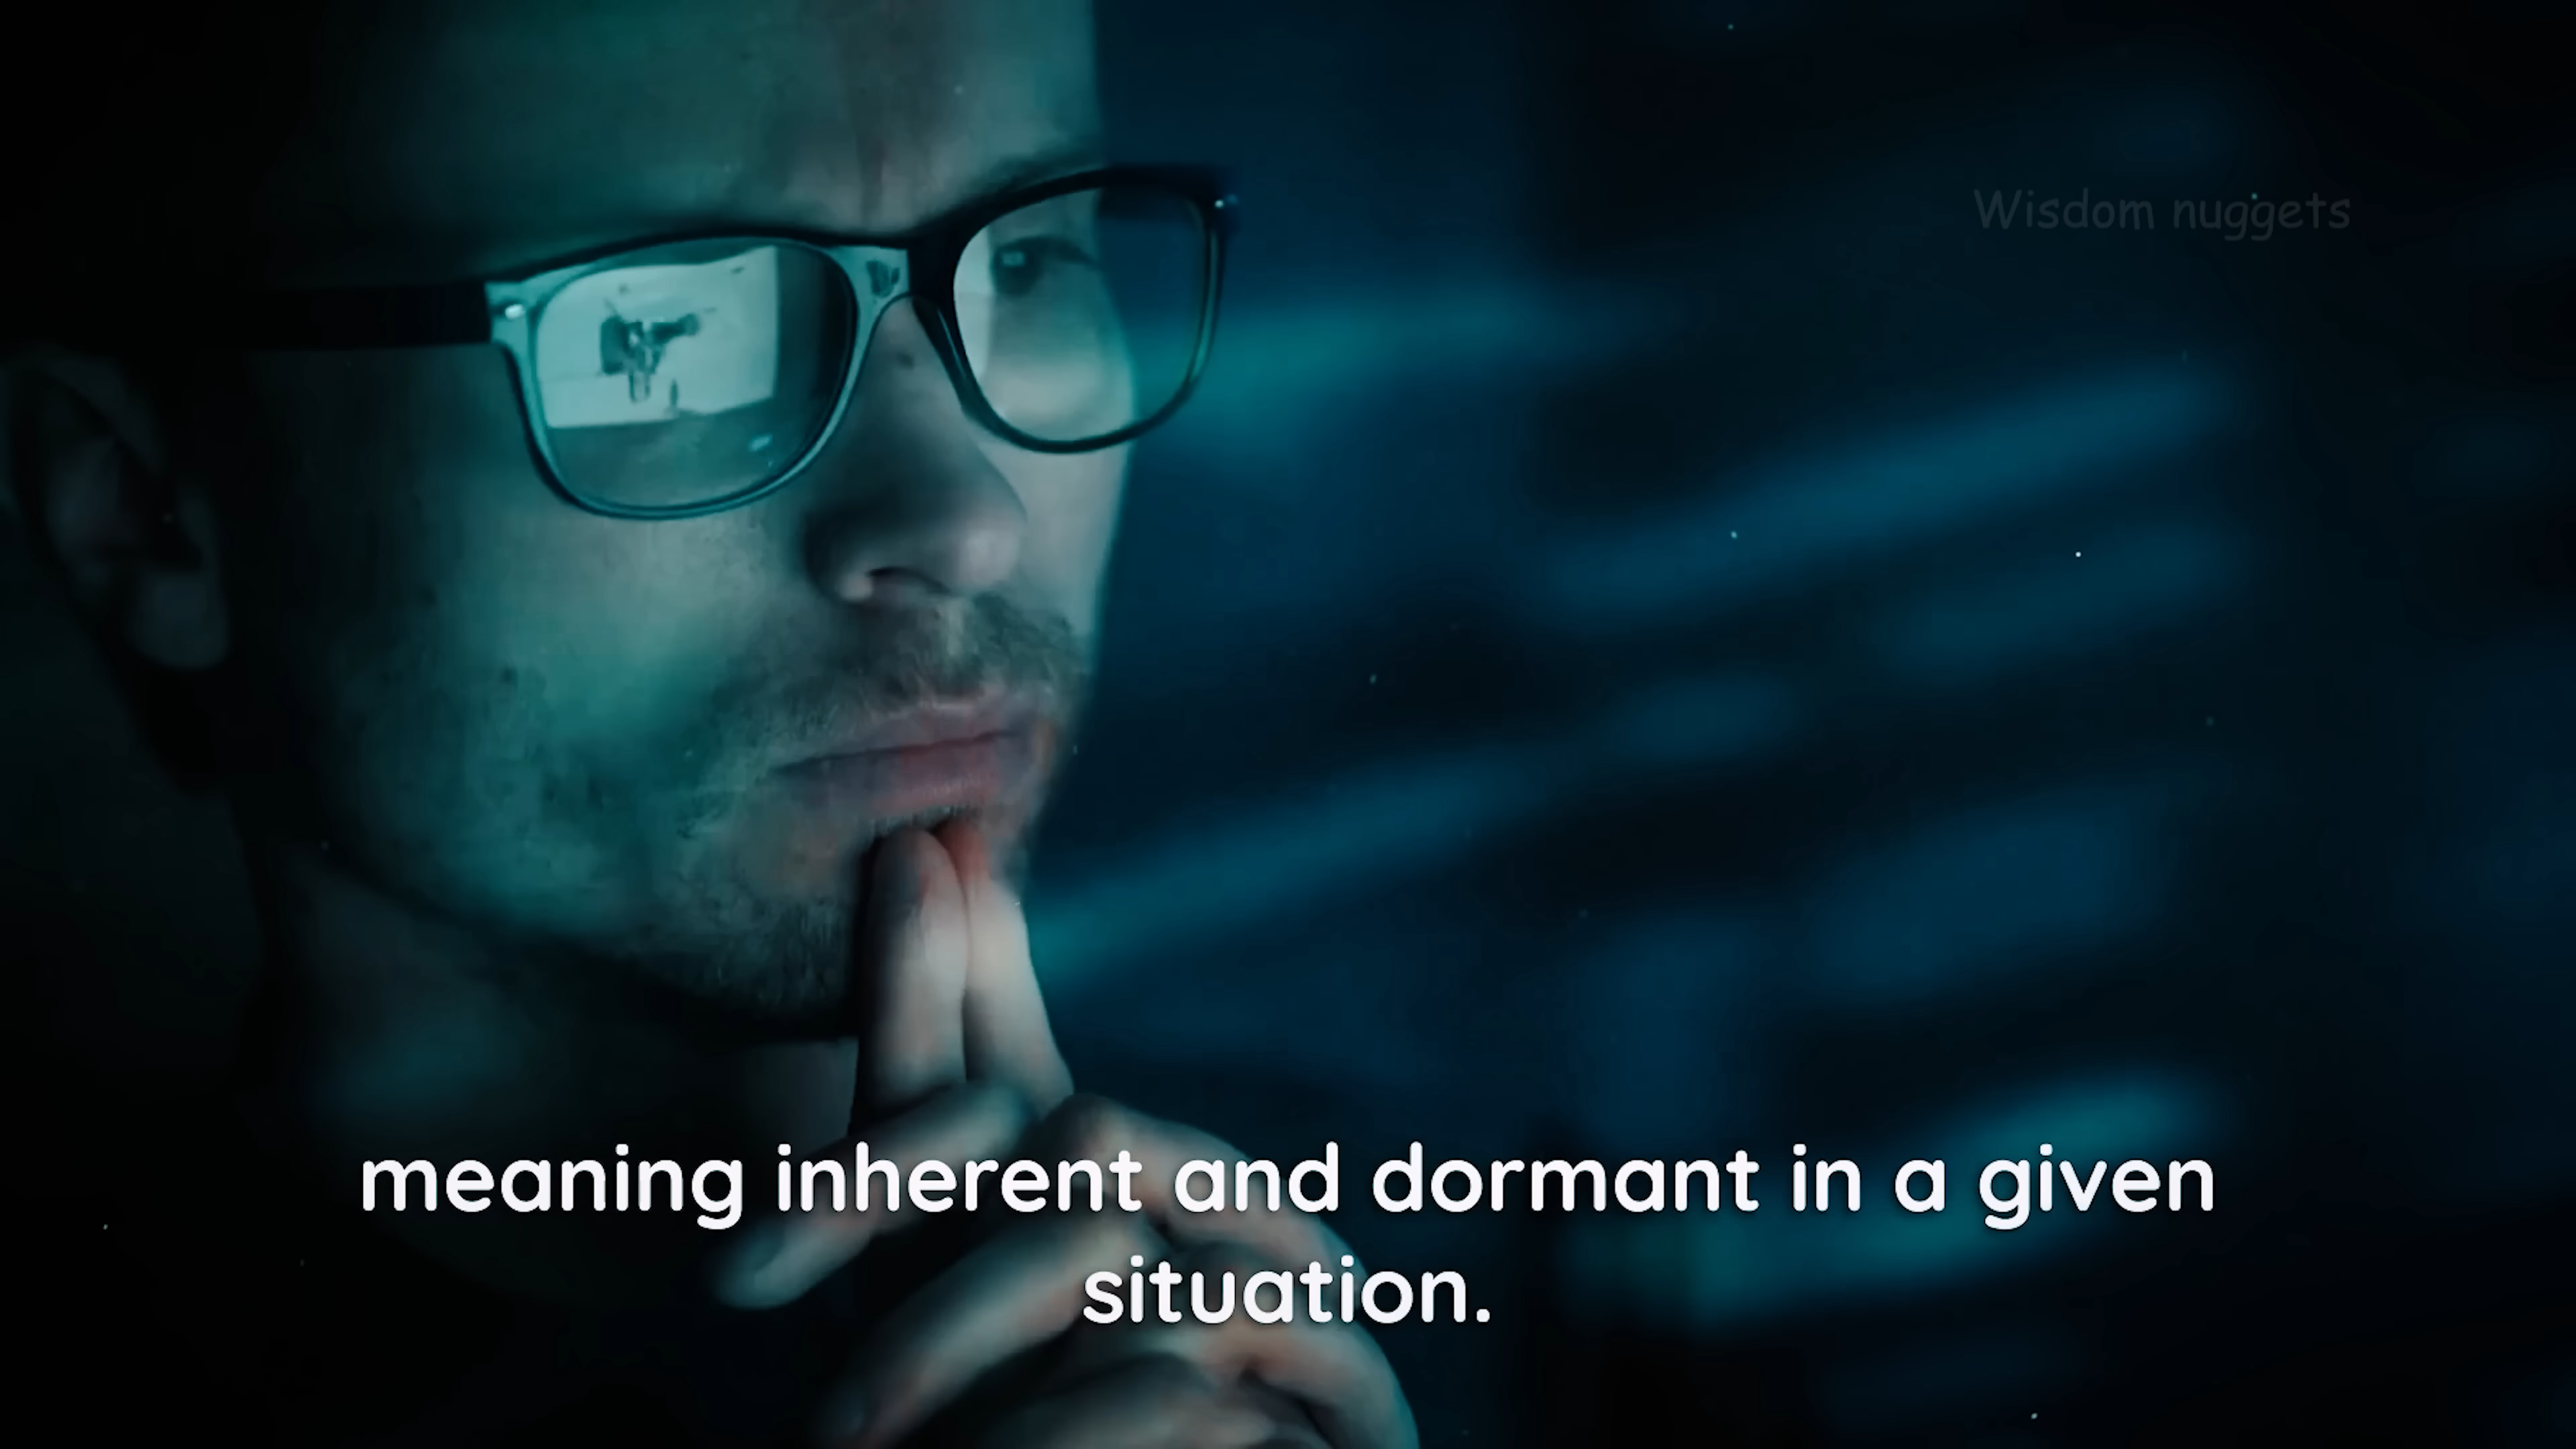 Wisdom nuggets
meaning inherent and dormant in a given
situation.